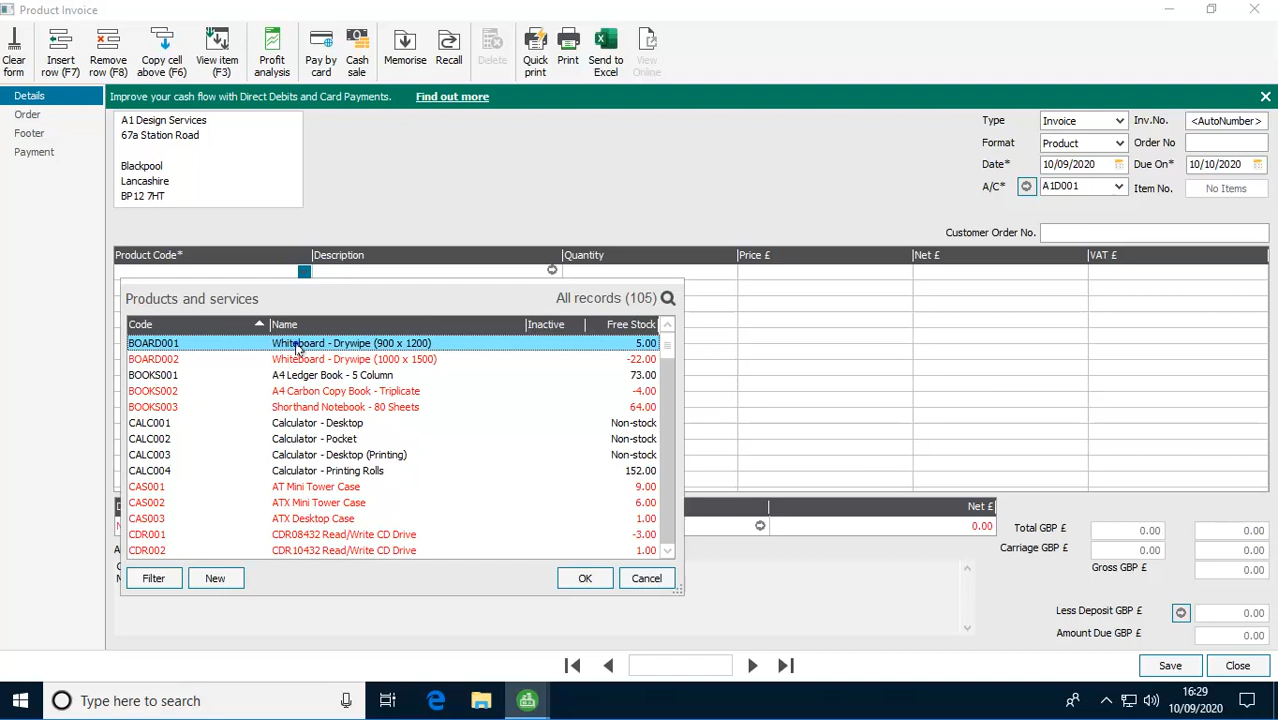 Product Invoice
Clear form
Insert row (F7)
Remove row (F8)
Copy cell above (F6)
View item (F3)
Profit analysis
Pay by card
Cash sale
Memorise
Recall
Delete
Quick print
Print
Send to Excel
View Online
Details
Order
Footer
Payment
Improve your cash flow with Direct Debits and Card Payments. Find out more
A1 Design Services
67a Station Road
Blackpool
Lancashire
BP12 7HT
Type Invoice Inv.No. <AutoNumber>
Format Product Order No
Date* 10/09/2020 Due On* 10/10/2020
A/C* A1D001 Item No. No Items
Customer Order No.
Product Code* Description Quantity Price £ Net £ VAT £
Products and services All records (105)
Code Name Inactive Free Stock
BOARD001 Whiteboard - Drywipe (900 x 1200) 5.00
BOARD002 Whiteboard - Drywipe (1000 x 1500) -22.00
BOOKS001 A4 Ledger Book - 5 Column 73.00
BOOKS002 A4 Carbon Copy Book - Triplicate -4.00
BOOKS003 Shorthand Notebook - 80 Sheets 64.00
CALC001 Calculator - Desktop Non-stock
CALC002 Calculator - Pocket Non-stock
CALC003 Calculator - Desktop (Printing) Non-stock
CALC004 Calculator - Printing Rolls 152.00
CAS001 AT Mini Tower Case 9.00
CAS002 ATX Mini Tower Case 6.00
CAS003 ATX Desktop Case 1.00
CDR001 CDR08432 Read/Write CD Drive -3.00
CDR002 CDR10432 Read/Write CD Drive 1.00
Filter New OK Cancel
Net £
0.00
Total GBP £ 0.00 0.00
Carriage GBP £ 0.00 0.00
Gross GBP £ 0.00
Less Deposit GBP £ 0.00
Amount Due GBP £ 0.00
Save Close
Type here to search
16:29
10/09/2020